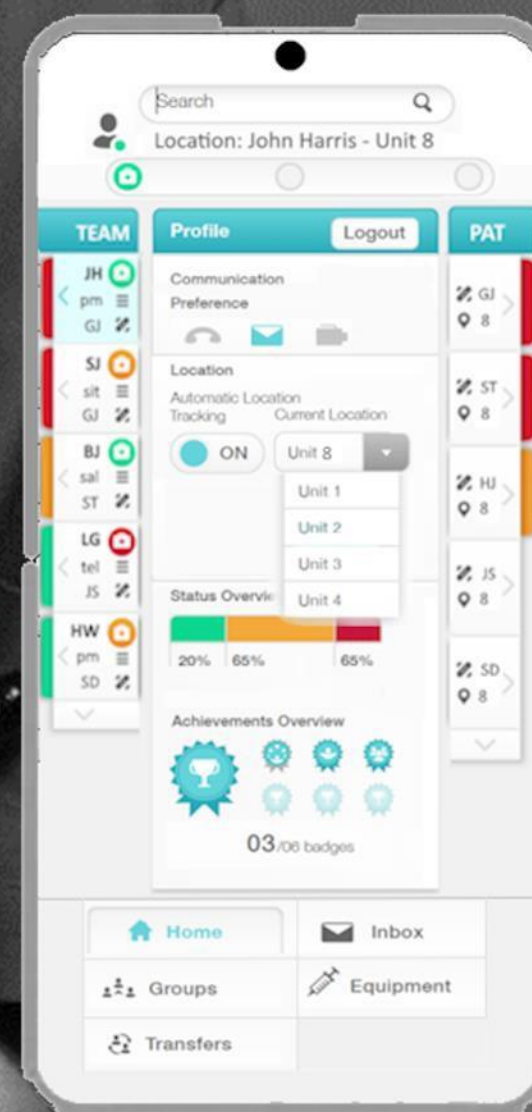 Search
Location: John Harris - Unit 8
TEAM
JH
pm
GJ
SJ
sit
GJ
BJ
sal
ST
LG
tel
JS
HW
pm
SD
Profile
Logout
Communication
Preference
Location
Automatic Location
Tracking
Current Location
ON
Unit 8
Unit 1
Unit 2
Unit 3
Unit 4
Status Overvie
20% 65% 65%
Achievements Overview
03/06 badges
PAT
GJ
8
ST
8
HJ
8
JS
8
SD
8
Home
Inbox
Groups
Equipment
Transfers